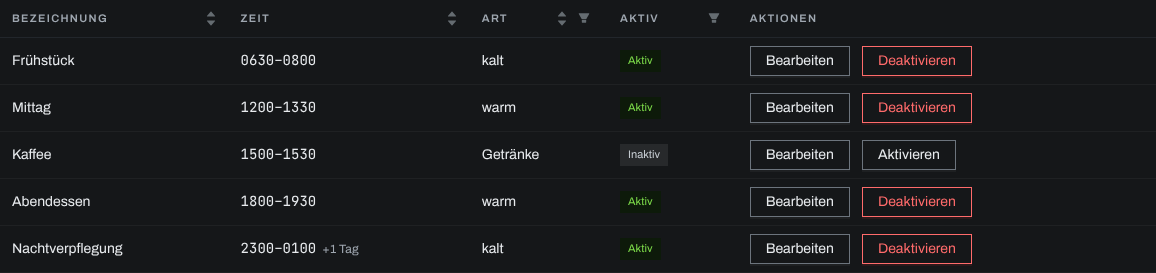 BEZEICHNUNG ZEIT ART AKTIV AKTIONEN
Frühstück 0630–0800 kalt Aktiv Bearbeiten Deaktivieren
Mittag 1200–1330 warm Aktiv Bearbeiten Deaktivieren
Kaffee 1500–1530 Getränke Inaktiv Bearbeiten Aktivieren
Abendessen 1800–1930 warm Aktiv Bearbeiten Deaktivieren
Nachtverpflegung 2300–0100 +1 Tag kalt Aktiv Bearbeiten Deaktivieren